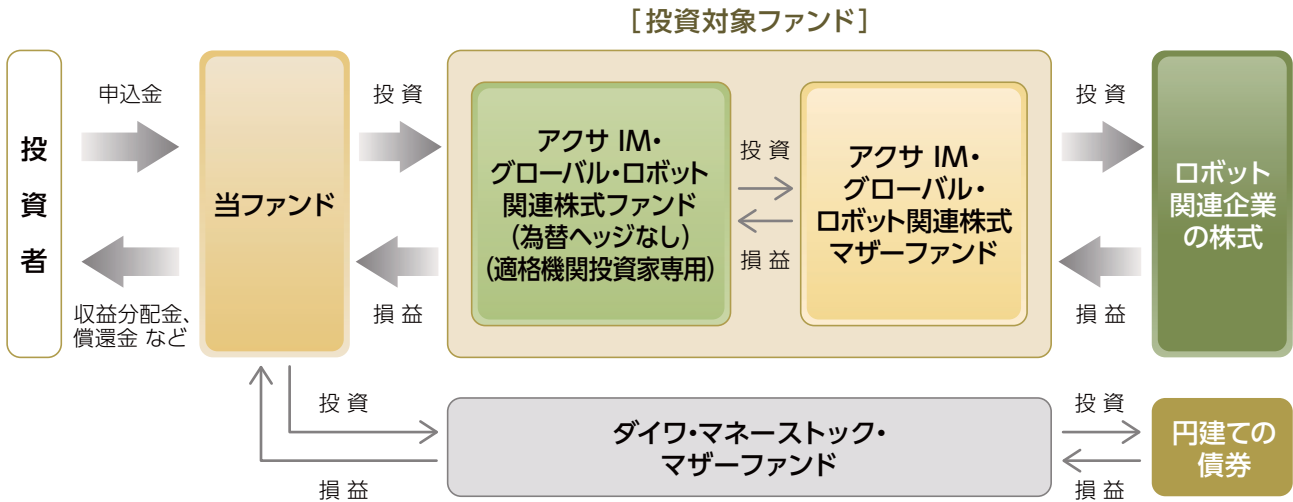 [投資対象ファンド]
投資者
申込金
収益分配金、
償還金 など
当ファンド
投 資
損 益
アクサ IM・
グローバル・ロボット
関連株式ファンド
(為替ヘッジなし)
(適格機関投資家専用)
投 資
損 益
アクサ IM・
グローバル・
ロボット関連株式
マザーファンド
投 資
損 益
ロボット
関連企業
の株式
投 資
損 益
ダイワ・マネーストック・
マザーファンド
投 資
損 益
円建ての
債券